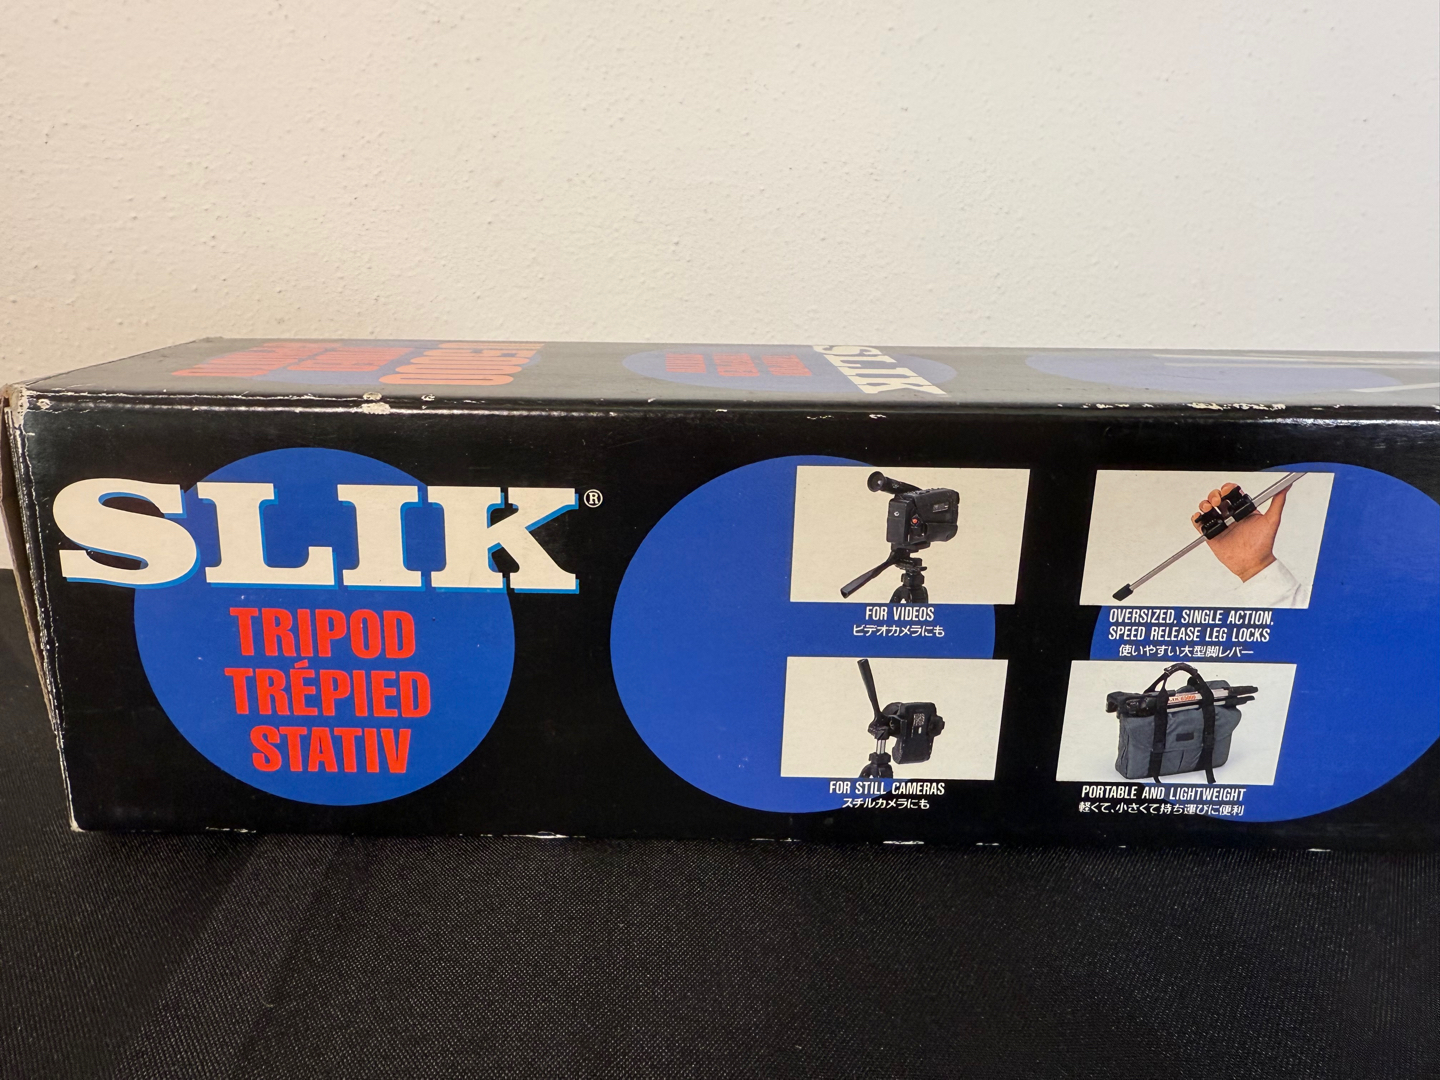 SLIK
TRIPOD
TRÉPIED
STATIV
SLIK®
TRIPOD
TRÉPIED
STATIV
FOR VIDEOS
ビデオカメラにも
OVERSIZED, SINGLE ACTION,
SPEED RELEASE LEG LOCKS
使いやすい大型脚レバー
FOR STILL CAMERAS
スチルカメラにも
PORTABLE AND LIGHTWEIGHT
軽くて、小さくて持ち運びに便利